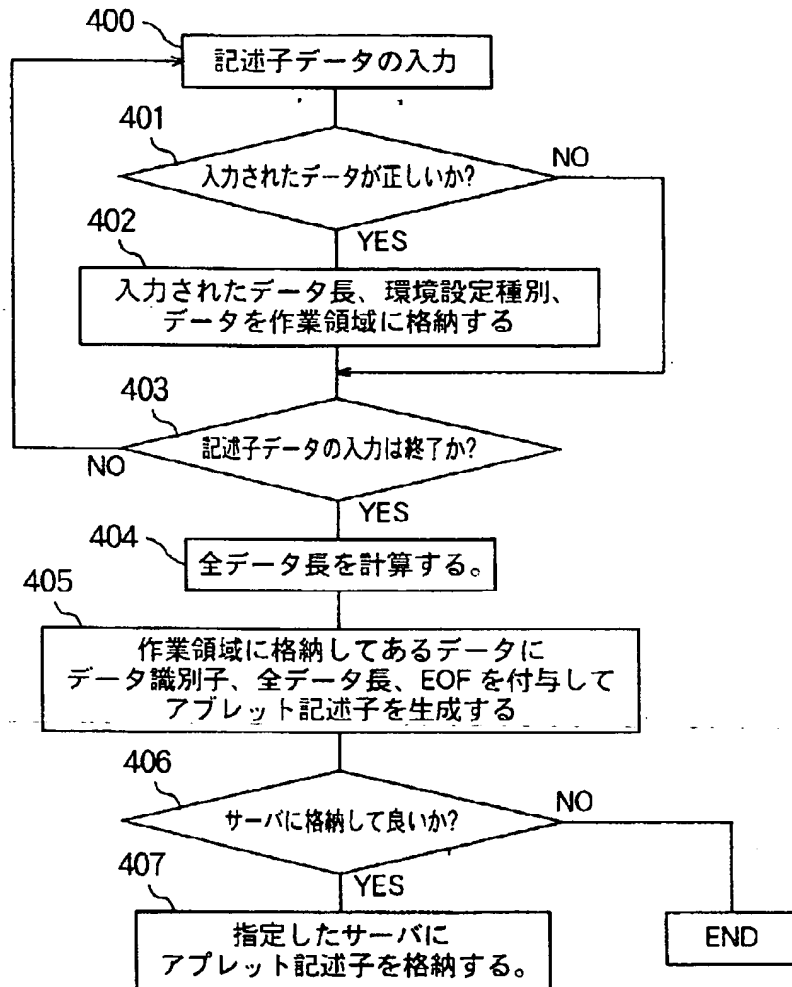 400
記述子データの入力
401
入力されたデータが正しいか?
NO
YES
402
入力されたデータ長、環境設定種別、
データを作業領域に格納する
403
記述子データの入力は終了か?
NO
YES
404
全データ長を計算する。
405
作業領域に格納してあるデータに
データ識別子、全データ長、EOF を付与して
アブレット記述子を生成する
406
サーバに格納して良いか?
NO
YES
407
指定したサーバに
アプレット記述子を格納する。
END